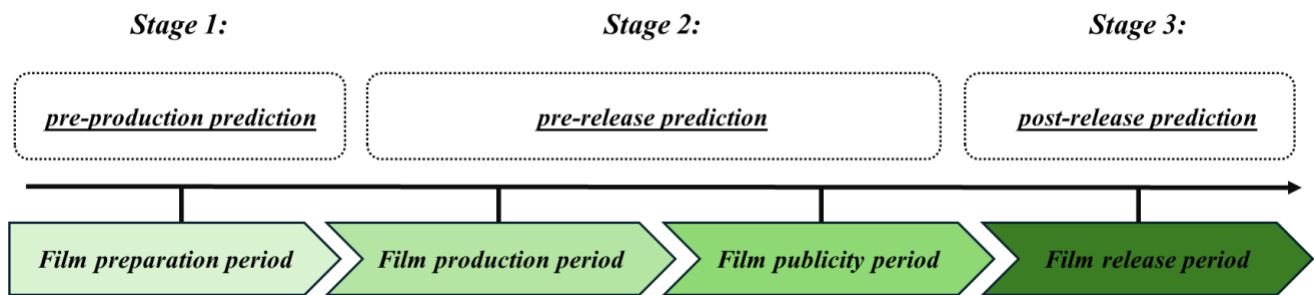 Stage 1:
Stage 2:
Stage 3:
pre-production prediction
pre-release prediction
post-release prediction
Film preparation period
Film production period
Film publicity period
Film release period